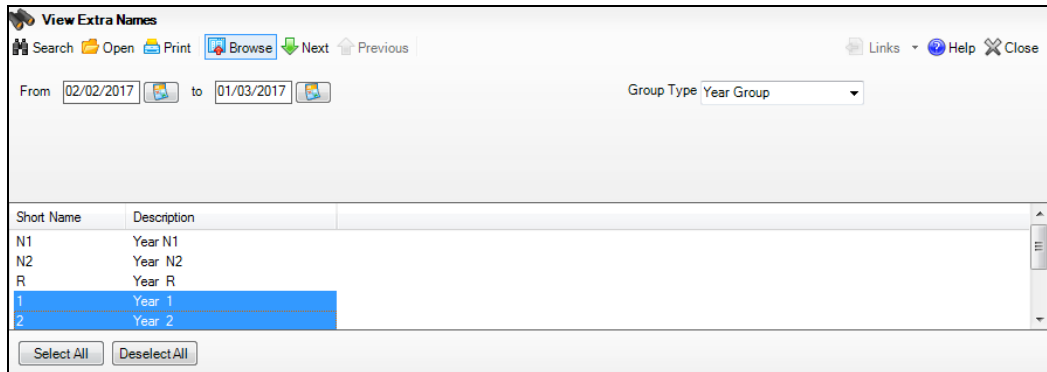 View Extra Names
Search Open Print Browse Next Previous Links Help Close
From 02/02/2017 to 01/03/2017 Group Type Year Group
Short Name Description
N1 Year N1
N2 Year N2
R Year R
1 Year 1
2 Year 2
Select All Deselect All